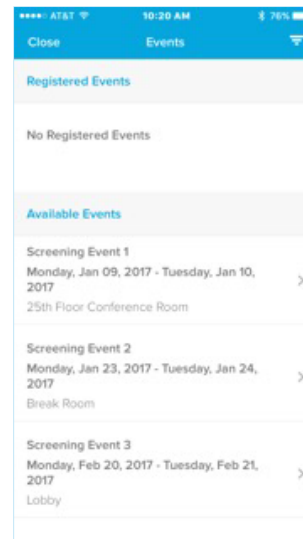 AT&T 10:20 AM 76%
Close Events
Registered Events
No Registered Events
Available Events
Screening Event 1
Monday, Jan 09, 2017 - Tuesday, Jan 10,
2017
25th Floor Conference Room
Screening Event 2
Monday, Jan 23, 2017 - Tuesday, Jan 24,
2017
Break Room
Screening Event 3
Monday, Feb 20, 2017 - Tuesday, Feb 21,
2017
Lobby